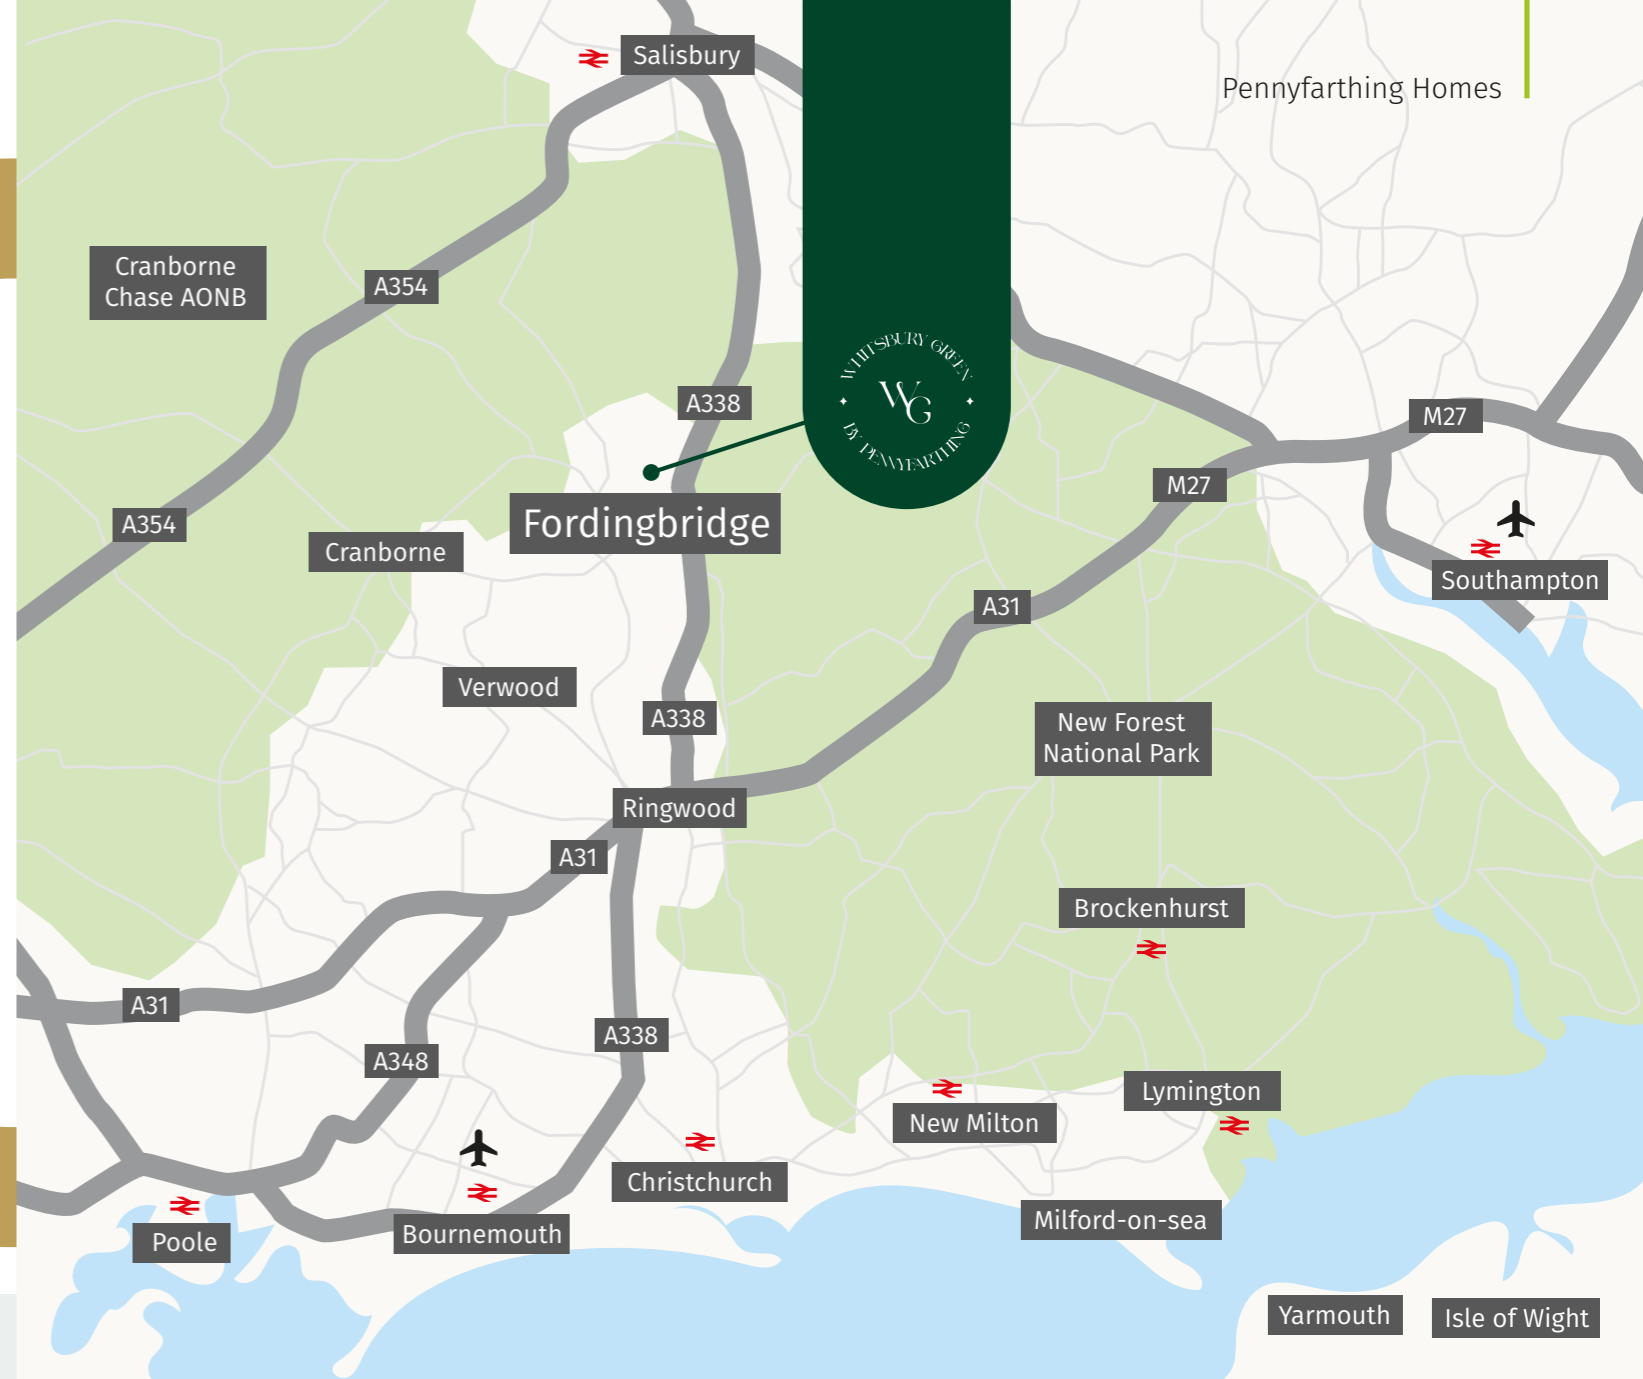 Salisbury
Pennyfarthing Homes
Cranborne
Chase AONB
A354
WHITSBURY GREEN
WG
BY PENNYFARTHING
A338
M27
M27
A354
Cranborne
Fordingbridge
Southampton
A31
Verwood
A338
New Forest
National Park
Ringwood
A31
Brockenhurst
A31
A338
A348
Lymington
New Milton
Christchurch
Milford-on-sea
Bournemouth
Poole
Yarmouth
Isle of Wight